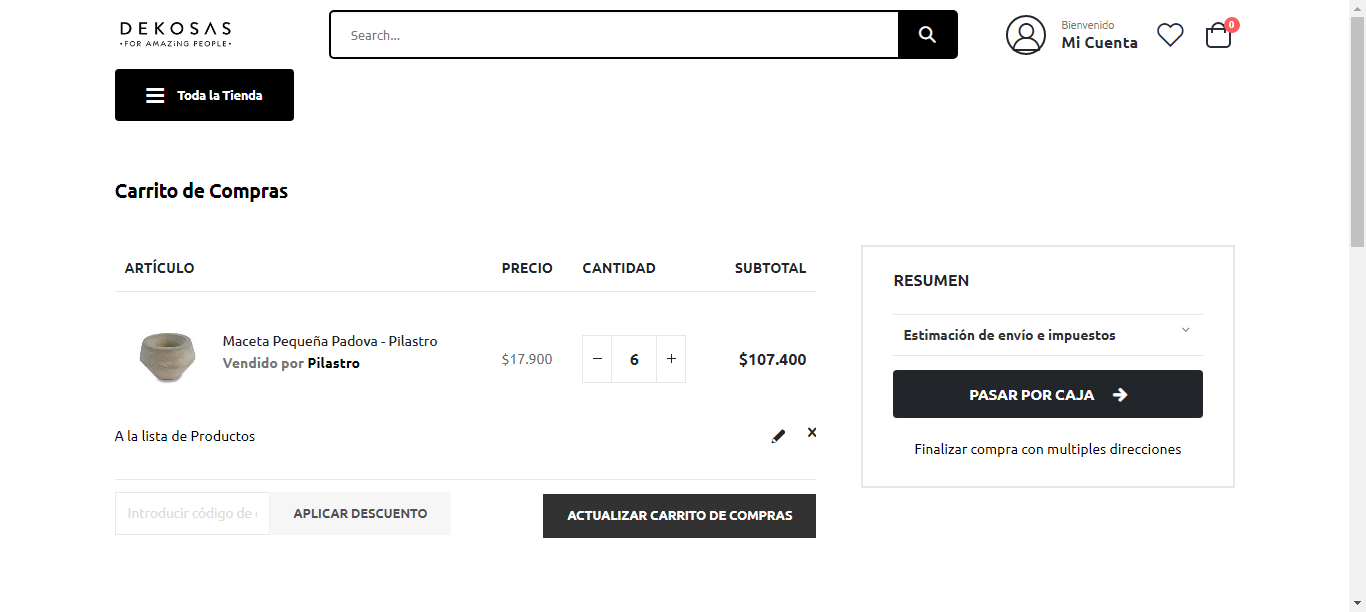 DEKOSAS
•FOR AMAZING PEOPLE•
Search...
Bienvenido
Mi Cuenta
0
Toda la Tienda
Carrito de Compras
ARTÍCULO PRECIO CANTIDAD SUBTOTAL
Maceta Pequeña Padova - Pilastro
Vendido por Pilastro
$17.900 − 6 + $107.400
A la lista de Productos
Introducir código de
APLICAR DESCUENTO
ACTUALIZAR CARRITO DE COMPRAS
RESUMEN
Estimación de envío e impuestos
PASAR POR CAJA
Finalizar compra con multiples direcciones